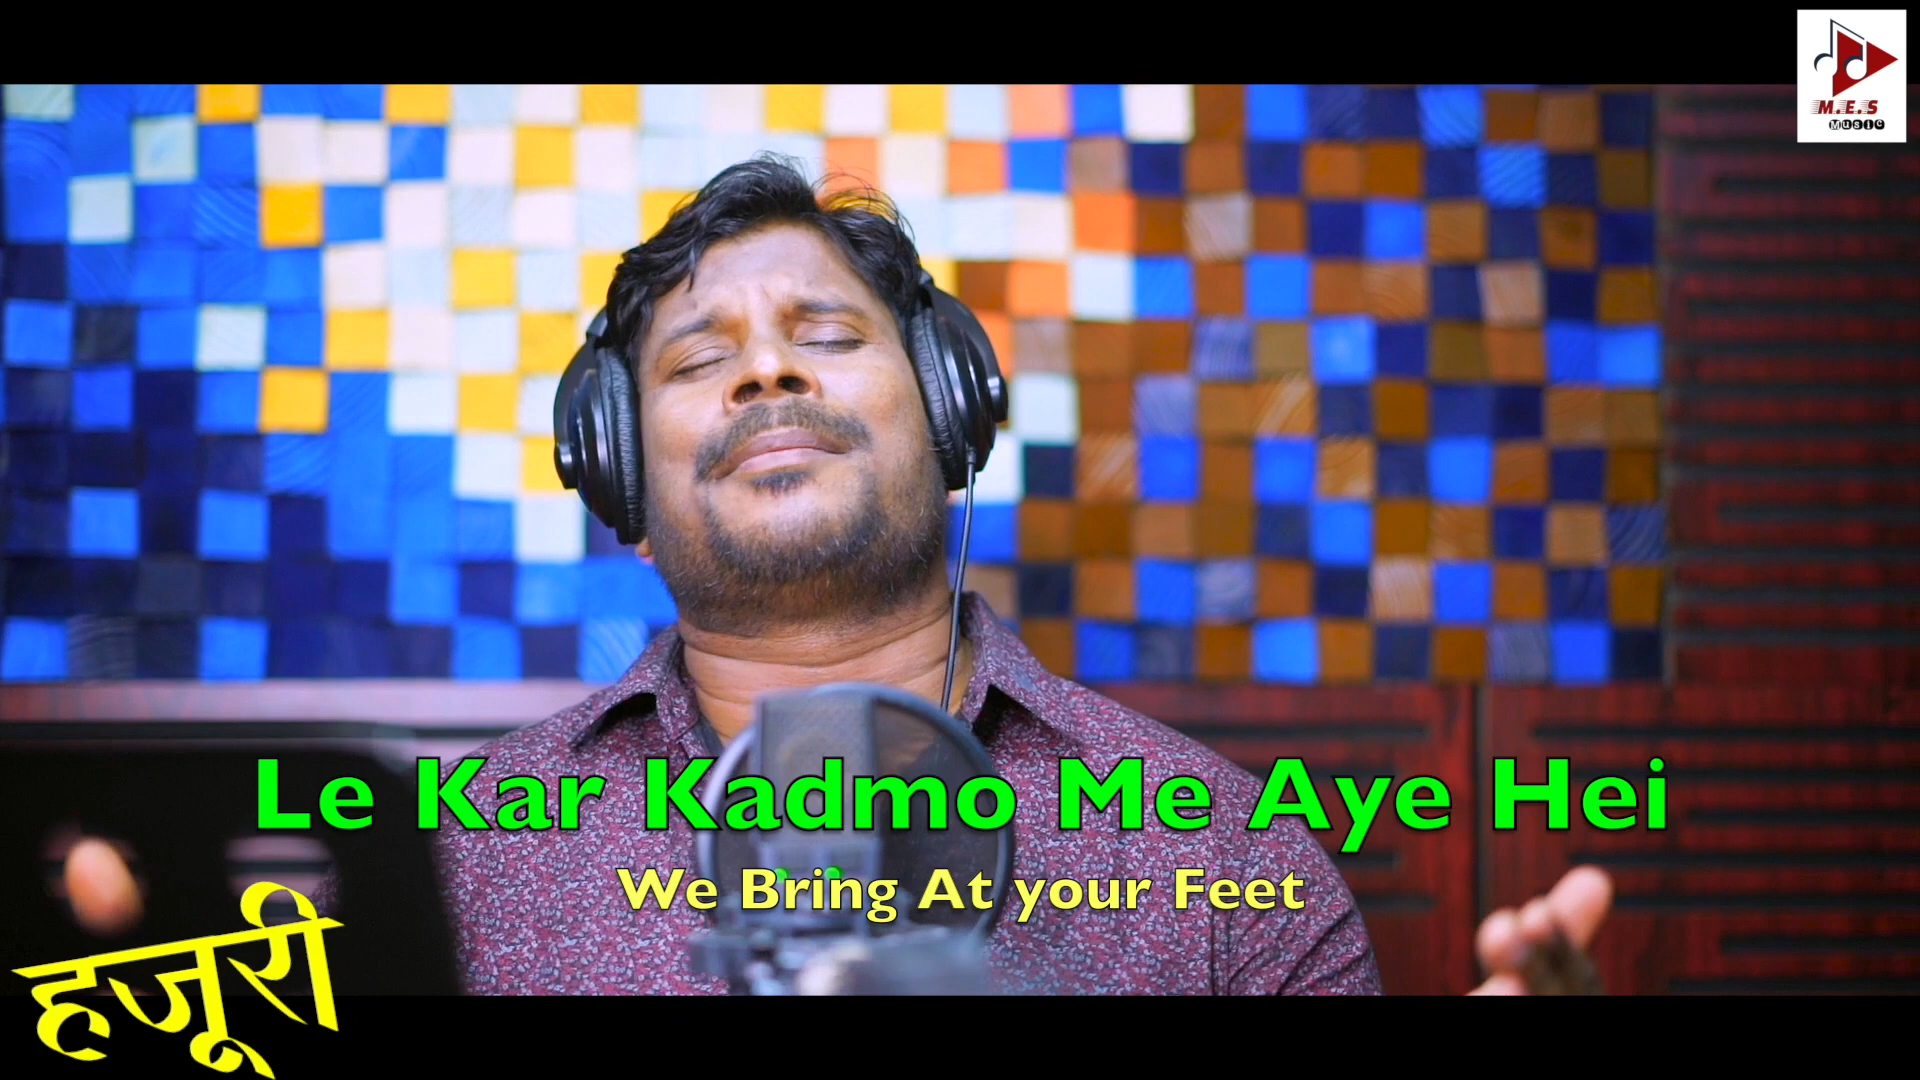 M.E.S
Music
Le Kar Kadmo Me Aye Hei
We Bring At your Feet
हजूरी